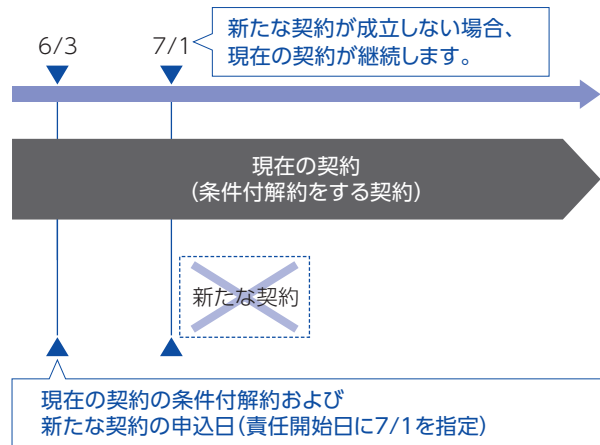 6/3
7/1
新たな契約が成立しない場合、
現在の契約が継続します。
現在の契約
(条件付解約をする契約)
新たな契約
現在の契約の条件付解約および
新たな契約の申込日(責任開始日に7/1を指定)